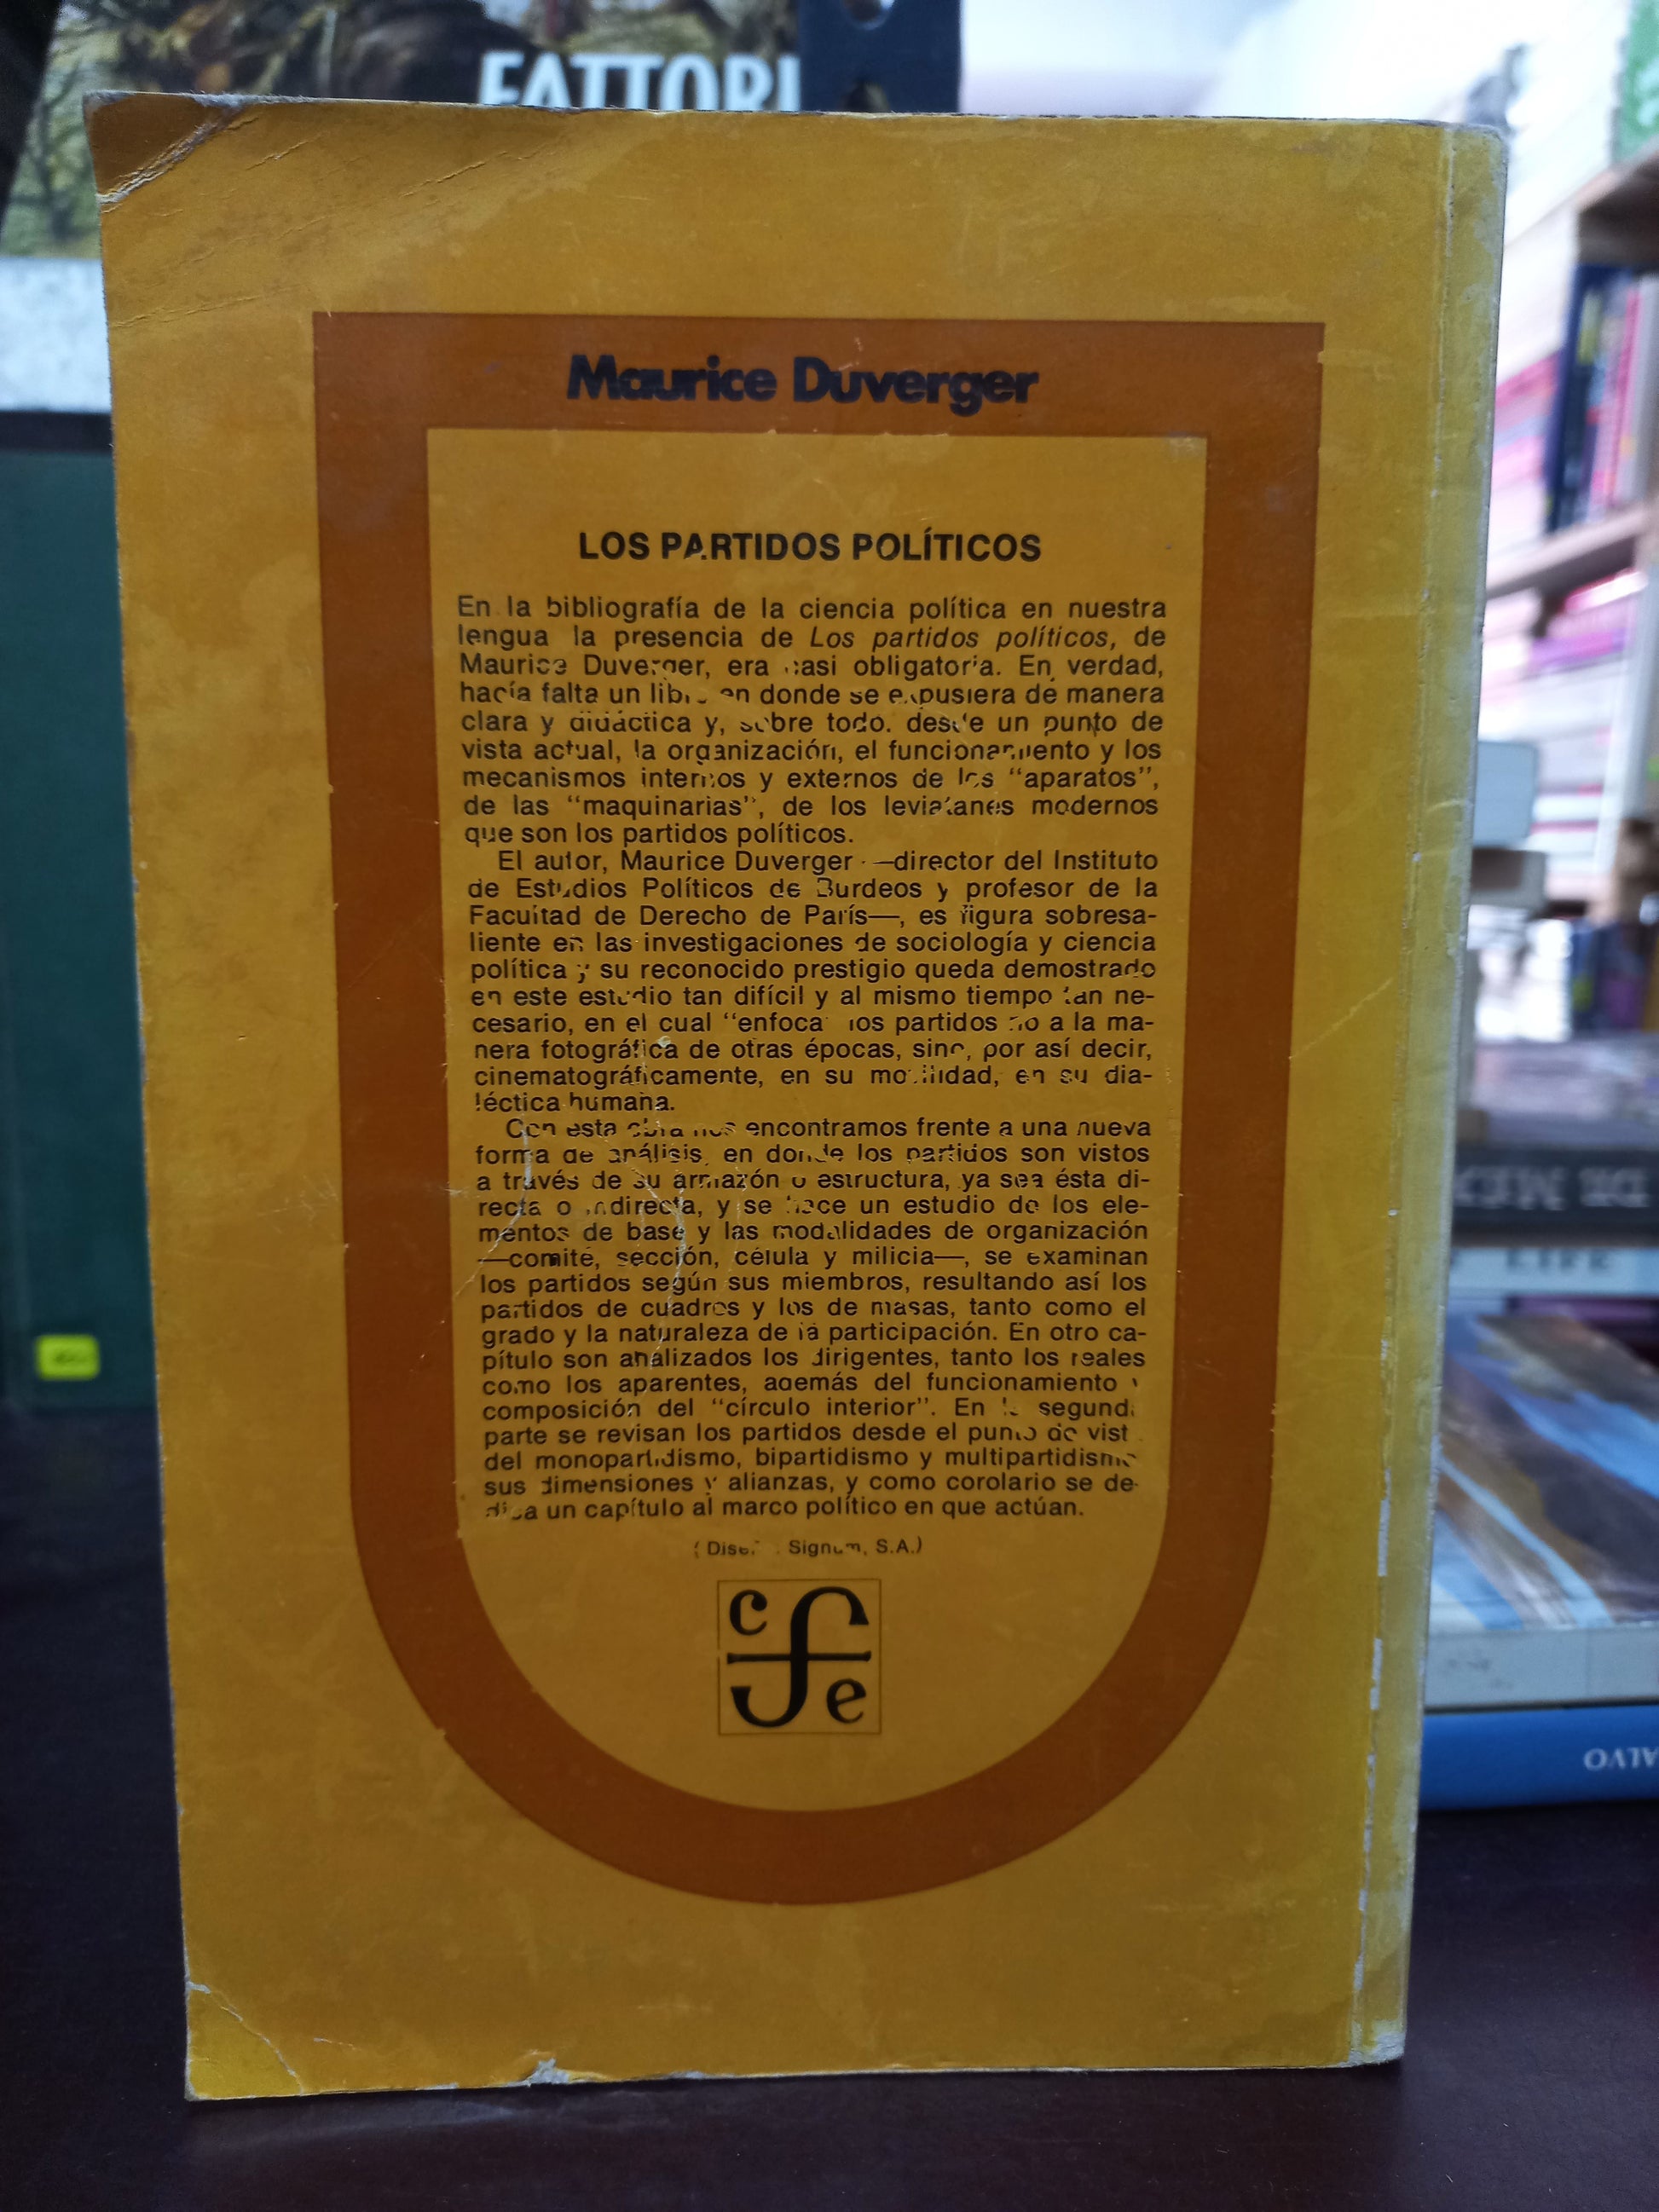 FATTORI
Maurice Duverger
LOS PARTIDOS POLÍTICOS
En la bibliografía de la ciencia política en nuestra
lengua la presencia de Los partidos políticos, de
Maurice Duverger, era casi obligatoria. En verdad,
hacía falta un libro en donde se expusiera de manera
clara y didáctica y, sobre todo, desde un punto de
vista actual, la organización, el funcionamiento y los
mecanismos internos y externos de los “aparatos”,
de las “maquinarias”, de los leviatanes modernos
que son los partidos políticos.
El autor, Maurice Duverger —director del Instituto
de Estudios Políticos de Burdeos y profesor de la
Facultad de Derecho de París—, es figura sobresa-
liente en las investigaciones de sociología y ciencia
política y su reconocido prestigio queda demostrado
en este estudio tan difícil y al mismo tiempo tan ne-
cesario, en el cual “enfoca” los partidos no a la ma-
nera fotográfica de otras épocas, sino, por así decir,
cinematográficamente, en su movilidad, en su dia-
léctica humana.
Con esta obra nos encontramos frente a una nueva
forma de análisis, en donde los partidos son vistos
a través de su armazón o estructura, ya sea ésta di-
recta o indirecta, y se hace un estudio de los ele-
mentos de base y las modalidades de organización
—comité, sección, célula y milicia—, se examinan
los partidos según sus miembros, resultando así los
partidos de cuadros y los de masas, tanto como el
grado y la naturaleza de la participación. En otro ca-
pítulo son analizados los dirigentes, tanto los reales
como los aparentes, además del funcionamiento y
composición del “círculo interior”. En la segunda
parte se revisan los partidos desde el punto de vista
del monopartidismo, bipartidismo y multipartidismo
sus dimensiones y alianzas, y como corolario se de-
dica un capítulo al marco político en que actúan.
(Diseño: Signum, S.A.)
cfe
DE
LIFE
ALVO